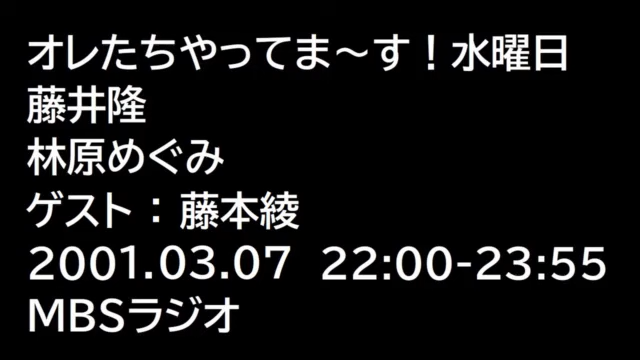 オレたちやってま～す！水曜日
藤井隆
林原めぐみ
ゲスト：藤本綾
2001.03.07 22:00-23:55
MBSラジオ